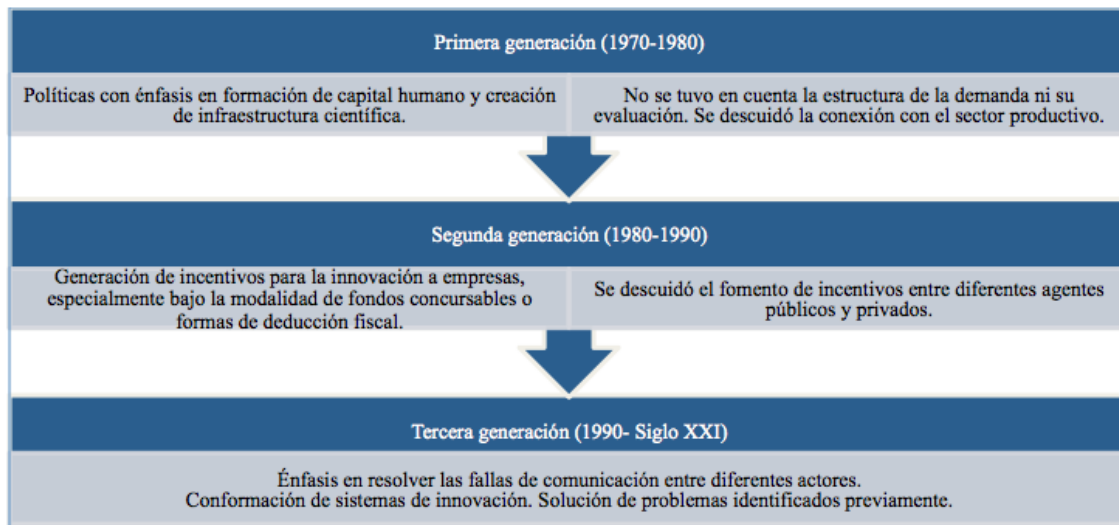 Primera generación (1970-1980)
Políticas con énfasis en formación de capital humano y creación
de infraestructura científica.
No se tuvo en cuenta la estructura de la demanda ni su
evaluación. Se descuidó la conexión con el sector productivo.
Segunda generación (1980-1990)
Generación de incentivos para la innovación a empresas,
especialmente bajo la modalidad de fondos concursables o
formas de deducción fiscal.
Se descuidó el fomento de incentivos entre diferentes agentes
públicos y privados.
Tercera generación (1990- Siglo XXI)
Énfasis en resolver las fallas de comunicación entre diferentes actores.
Conformación de sistemas de innovación. Solución de problemas identificados previamente.